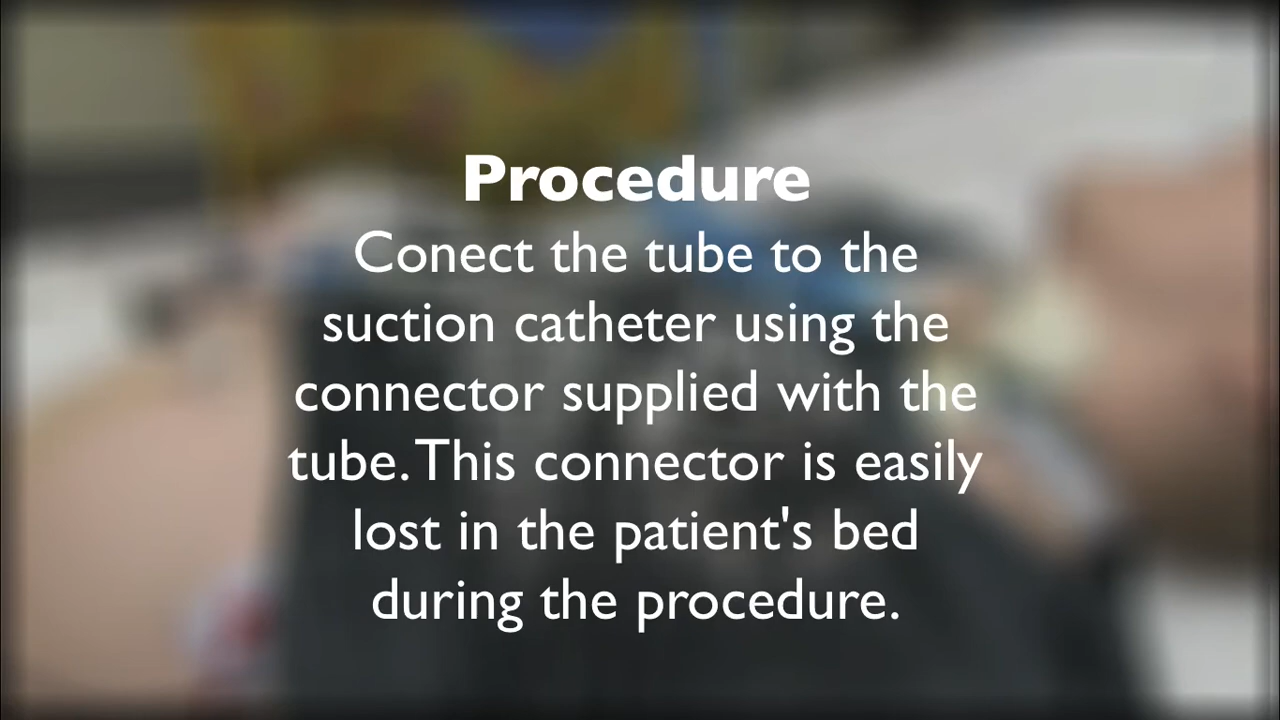 Procedure
Conect the tube to the
suction catheter using the
connector supplied with the
tube. This connector is easily
lost in the patient's bed
during the procedure.